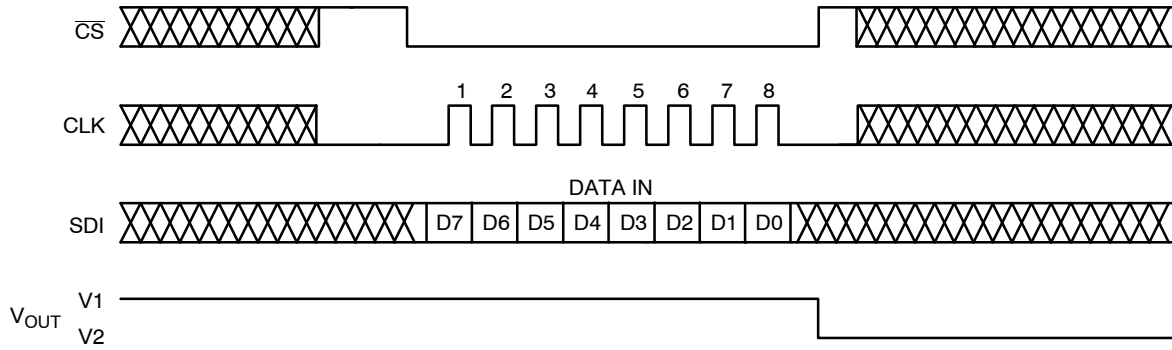 CS
1 2 3 4 5 6 7 8
CLK
DATA IN
SDI D7 D6 D5 D4 D3 D2 D1 D0
V1
VOUT
V2